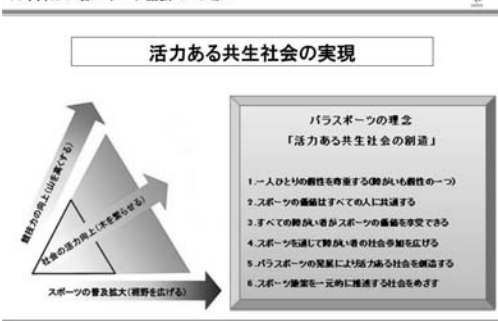 活力ある共生社会の実現
競技力の向上(山を高くする)
社会の活力向上(木を繁らせる)
スポーツの普及拡大(裾野を広げる)
パラスポーツの理念
「活力ある共生社会の創造」
1.一人ひとりの個性を尊重する(障がいも個性の一つ)
2.スポーツの価値はすべての人に共通する
3.すべての障がい者がスポーツの価値を享受できる
4.スポーツを通じて障がい者の社会参加を広げる
5.パラスポーツの発展により活力ある社会を創造する
6.スポーツ施策を一元的に推進する社会をめざす